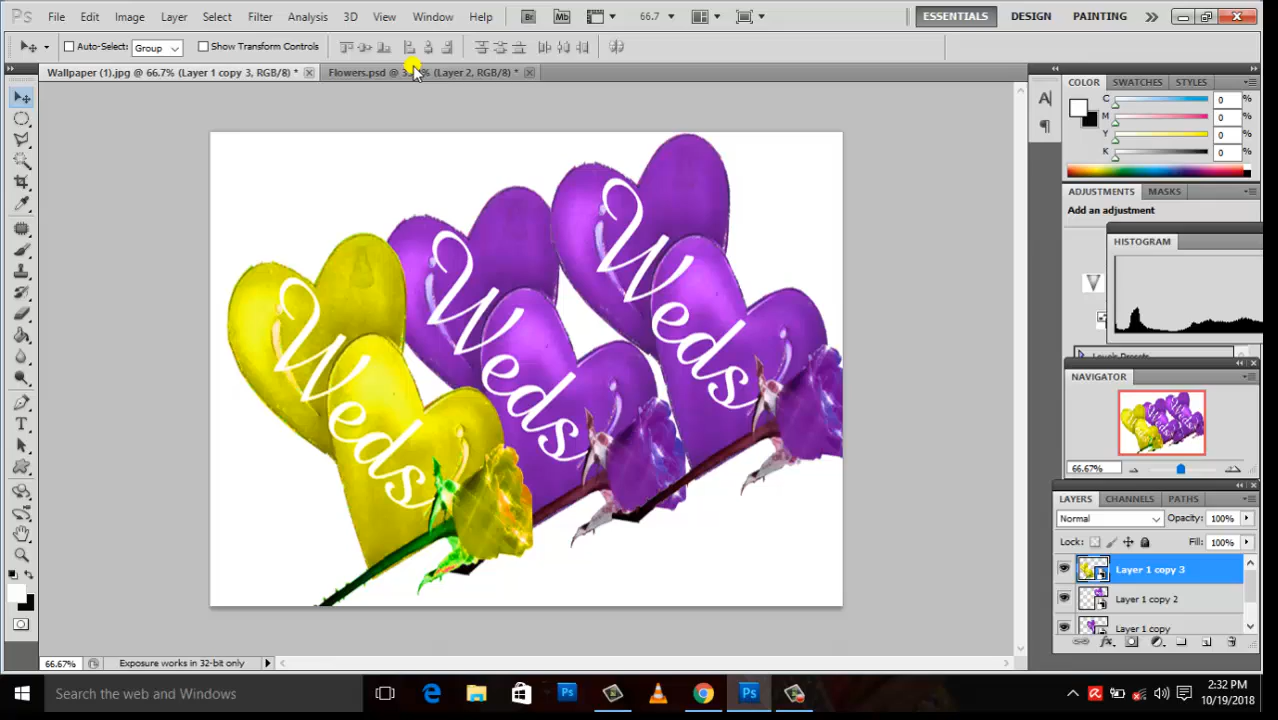 Ps File Edit Image Layer Select Filter Analysis 3D View Window Help Br Mb 66.7 ESSENTIALS DESIGN PAINTING
Auto-Select: Group Show Transform Controls
Wallpaper (1).jpg @ 66.7% (Layer 1 copy 3, RGB/8) * Flowers.psd @ % (Layer 2, RGB/8) *
COLOR SWATCHES STYLES
C 0 %
M 0 %
Y 0 %
K 0 %
ADJUSTMENTS MASKS
Add an adjustment
HISTOGRAM
Levels Presets
NAVIGATOR
66.67%
LAYERS CHANNELS PATHS
Normal Opacity: 100%
Lock: Fill: 100%
Layer 1 copy 3
Layer 1 copy 2
Layer 1 copy
Weds
Weds
Weds
66.67% Exposure works in 32-bit only
Search the web and Windows
2:32 PM
10/19/2018